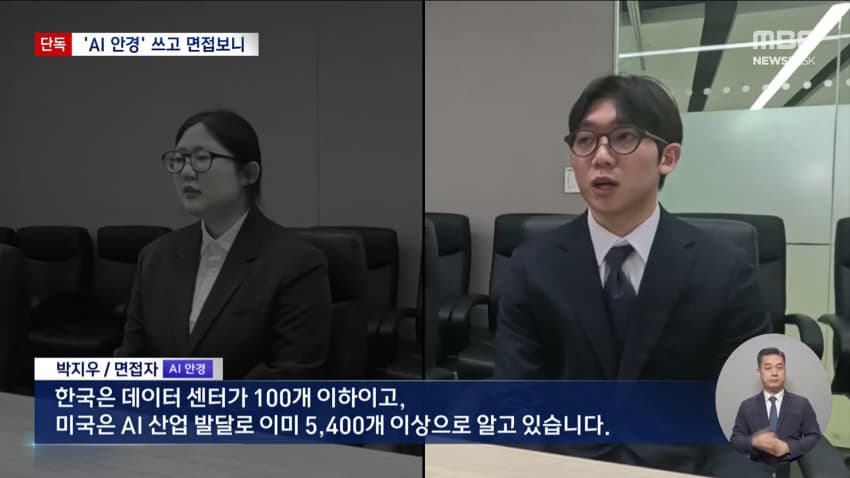 단독 'AI 안경' 쓰고 면접보니
MBC
NEWSDESK
박지우 / 면접자 AI 안경
한국은 데이터 센터가 100개 이하이고,
미국은 AI 산업 발달로 이미 5,400개 이상으로 알고 있습니다.